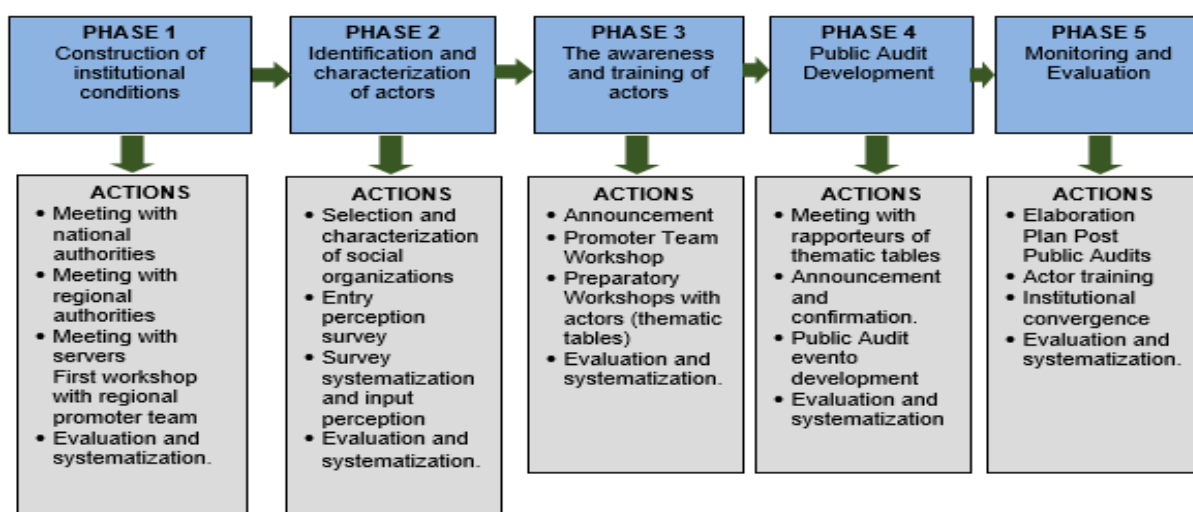 PHASE 1
Construction of
institutional
conditions
PHASE 2
Identification and
characterization
of actors
PHASE 3
The awareness
and training of
actors
PHASE 4
Public Audit
Development
PHASE 5
Monitoring and
Evaluation
ACTIONS
• Meeting with
national
authorities
• Meeting with
regional
authorities
• Meeting with
servers
First workshop
with regional
promoter team
• Evaluation and
systematization.
ACTIONS
• Selection and
characterization
of social
organizations
• Entry
perception
survey
• Survey
systematization
and input
perception
• Evaluation and
systematization.
ACTIONS
• Announcement
• Promoter Team
Workshop
• Preparatory
Workshops with
actors (thematic
tables)
• Evaluation and
systematization.
ACTIONS
• Meeting with
rapporteurs of
thematic tables
• Announcement
and
confirmation.
• Public Audit
evento
development
• Evaluation and
systematization
ACTIONS
• Elaboration
Plan Post
Public Audits
• Actor training
• Institutional
convergence
• Evaluation and
systematization.